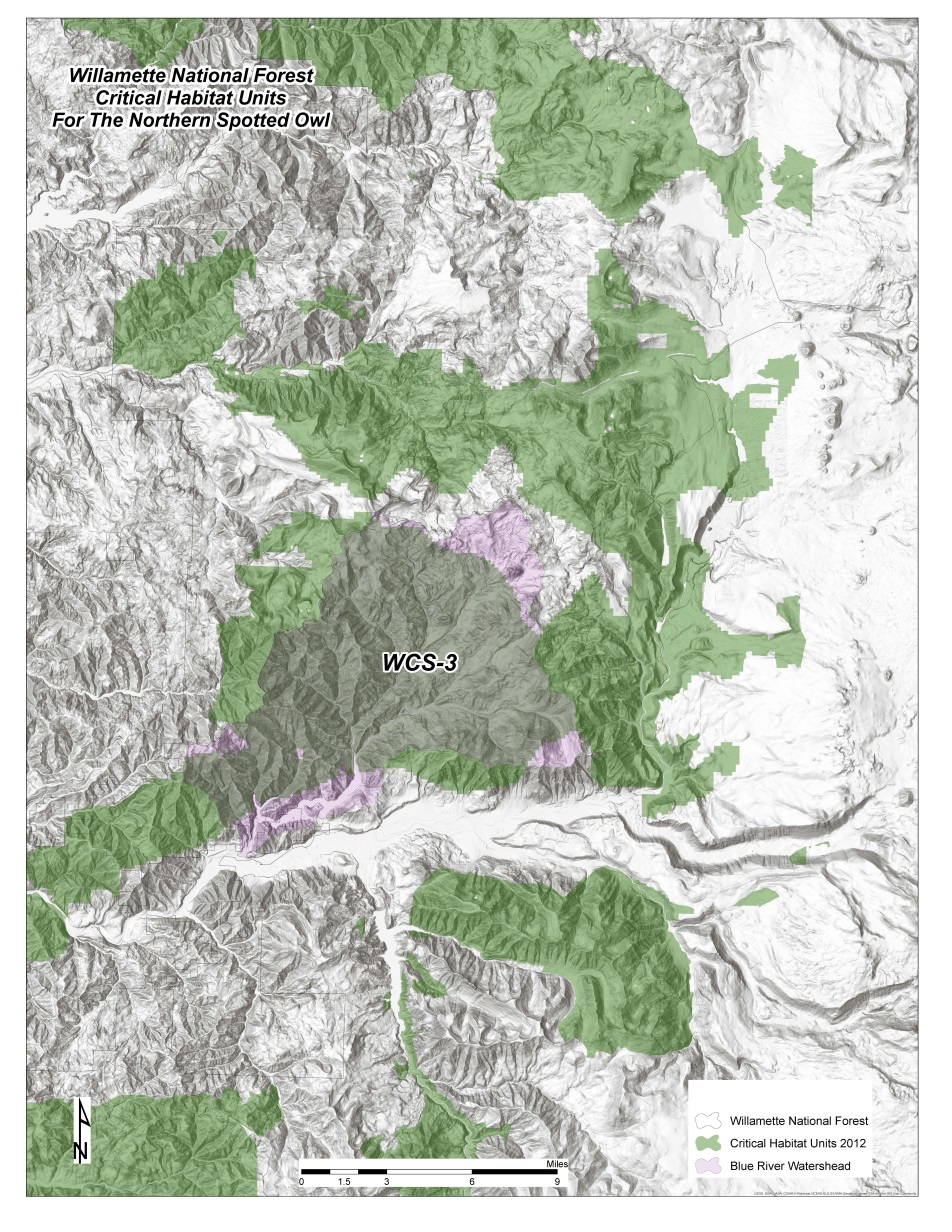 Willamette National Forest
Critical Habitat Units
For The Northern Spotted Owl
WCS-3
N
Willamette National Forest
Critical Habitat Units 2012
Blue River Watershead
Miles
0 1.5 3 6 9